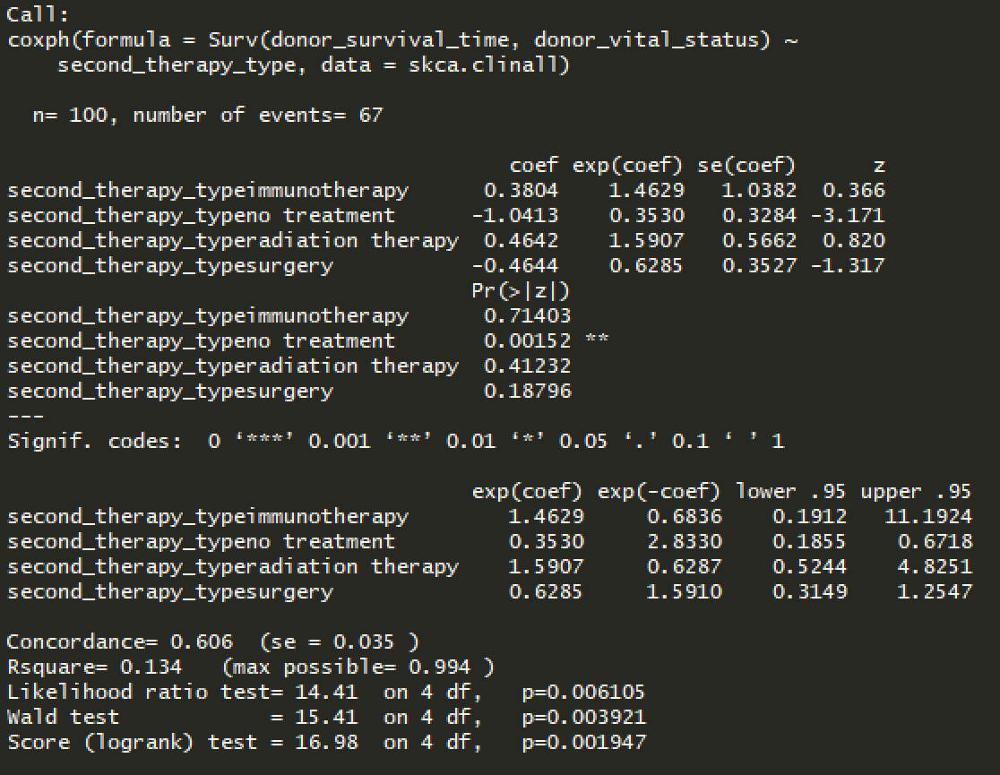 Call:
coxph(formula = Surv(donor_survival_time, donor_vital_status) ~
    second_therapy_type, data = skca.clinall)

  n= 100, number of events= 67

                                         coef exp(coef) se(coef)      z
second_therapy_typeimmunotherapy       0.3804    1.4629   1.0382  0.366
second_therapy_typeno treatment       -1.0413    0.3530   0.3284 -3.171
second_therapy_typeradiation therapy  0.4642    1.5907   0.5662  0.820
second_therapy_typesurgery            -0.4644    0.6285   0.3527 -1.317
                                      Pr(>|z|)
second_therapy_typeimmunotherapy       0.71403
second_therapy_typeno treatment        0.00152 **
second_therapy_typeradiation therapy  0.41232
second_therapy_typesurgery             0.18796
---
Signif. codes:  0 ‘***’ 0.001 ‘**’ 0.01 ‘*’ 0.05 ‘.’ 0.1 ‘ ’ 1

                                      exp(coef) exp(-coef) lower .95 upper .95
second_therapy_typeimmunotherapy         1.4629     0.6836    0.1912   11.1924
second_therapy_typeno treatment          0.3530     2.8330    0.1855    0.6718
second_therapy_typeradiation therapy    1.5907     0.6287    0.5244    4.8251
second_therapy_typesurgery               0.6285     1.5910    0.3149    1.2547

Concordance= 0.606  (se = 0.035 )
Rsquare= 0.134   (max possible= 0.994 )
Likelihood ratio test= 14.41  on 4 df,   p=0.006105
Wald test            = 15.41  on 4 df,   p=0.003921
Score (logrank) test = 16.98  on 4 df,   p=0.001947